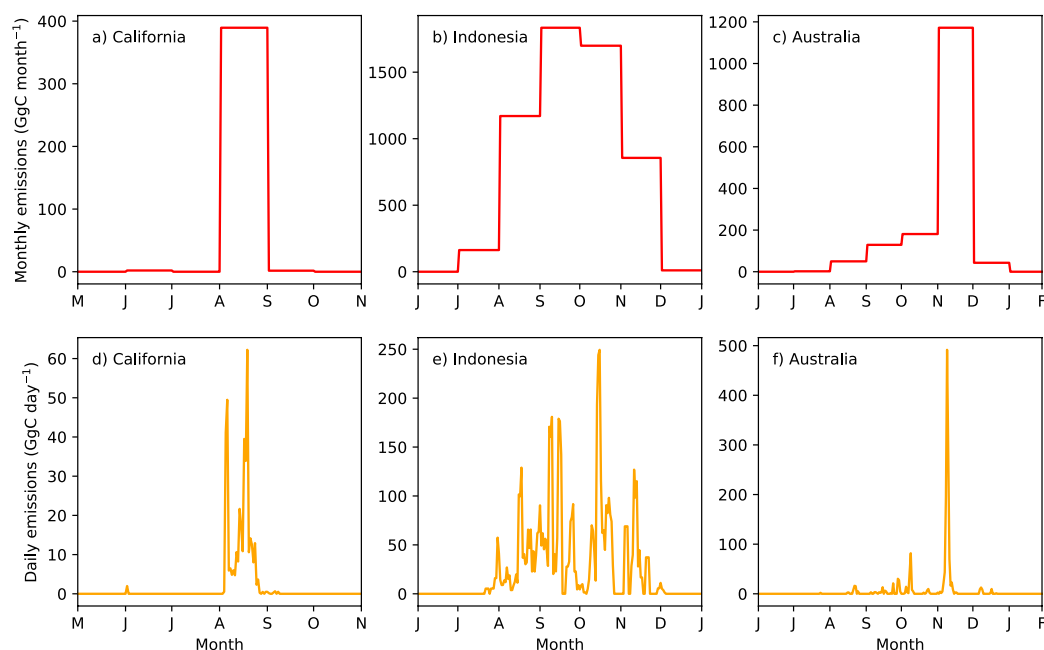 Monthly emissions (GgC month⁻¹)
a) California
400
300
200
100
0
M J J A S O N
b) Indonesia
1500
1000
500
0
J J A S O N D J
c) Australia
1200
1000
800
600
400
200
0
J J A S O N D J F
Daily emissions (GgC day⁻¹)
d) California
60
50
40
30
20
10
0
M J J A S O N
Month
e) Indonesia
250
200
150
100
50
0
J J A S O N D J
Month
f) Australia
500
400
300
200
100
0
J J A S O N D J F
Month